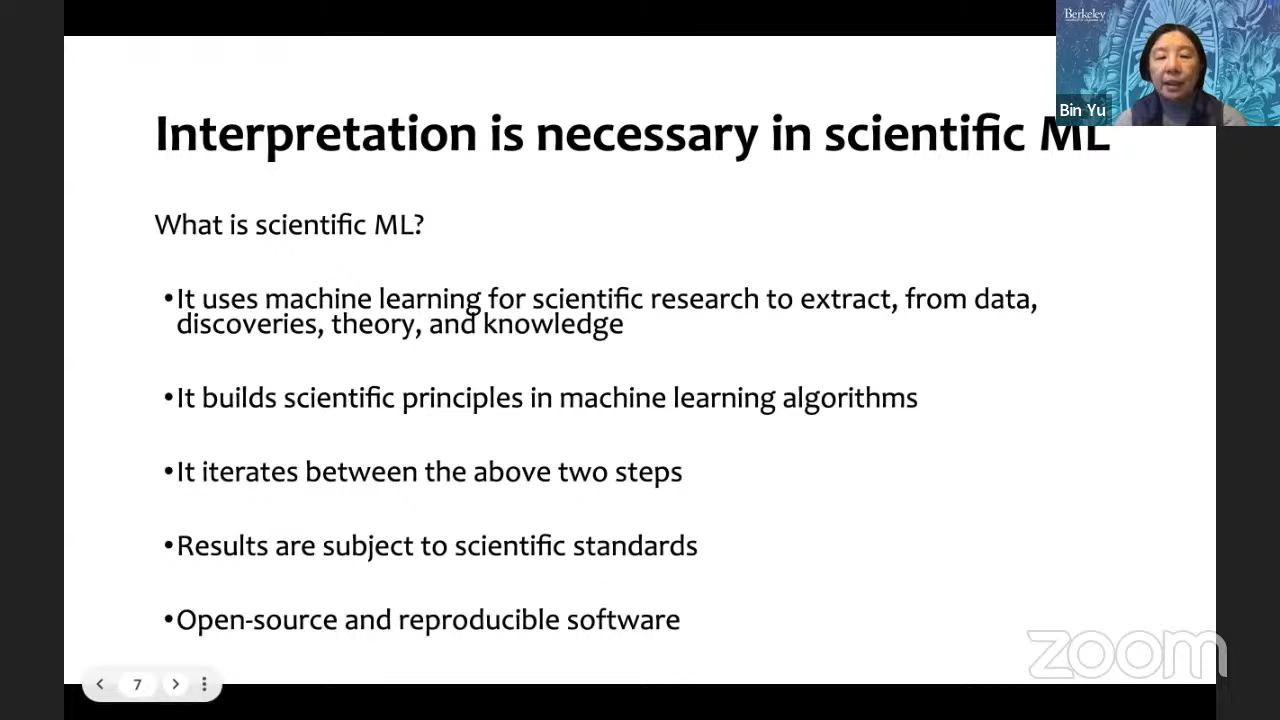 Berkeley
Bin Yu
Interpretation is necessary in scientific ML
What is scientific ML?
•It uses machine learning for scientific research to extract, from data,
discoveries, theory, and knowledge
•It builds scientific principles in machine learning algorithms
•It iterates between the above two steps
•Results are subject to scientific standards
•Open-source and reproducible software
7
zoom